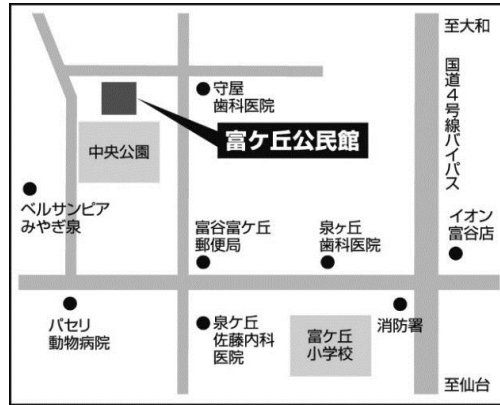 至大和
国道4号線バイパス
守屋
歯科医院
富ケ丘公民館
中央公園
ベルサンピア
みやぎ泉
富谷富ケ丘
郵便局
泉ヶ丘
歯科医院
イオン
富谷店
パセリ
動物病院
泉ケ丘
佐藤内科
医院
富ケ丘
小学校
消防署
至仙台